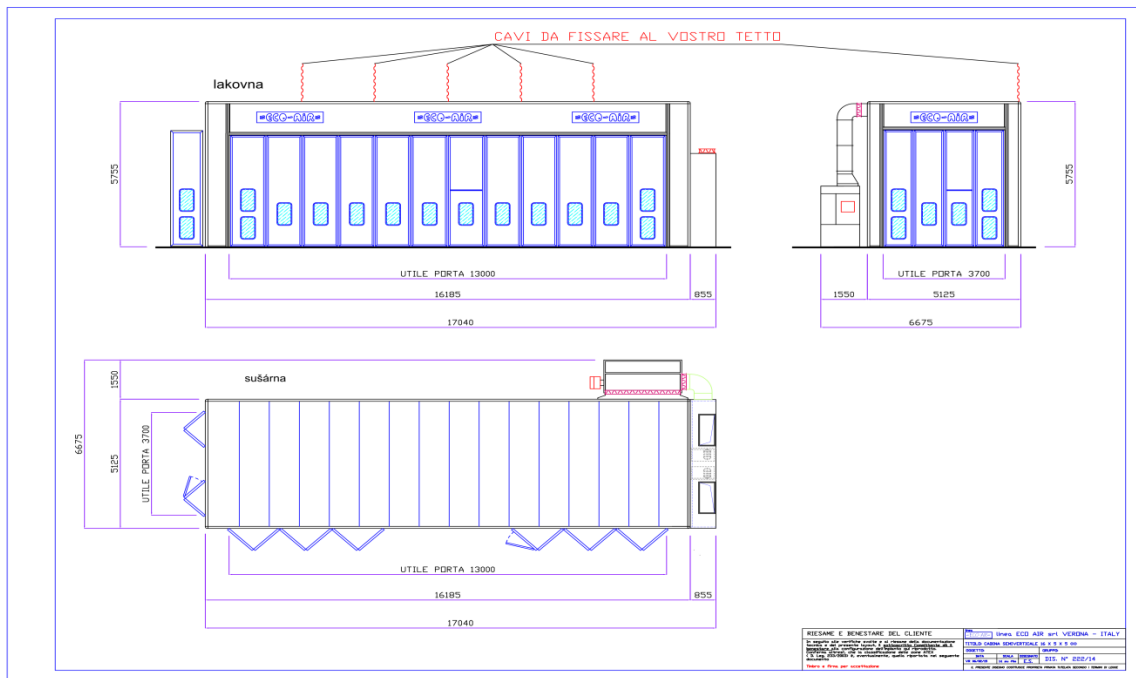 CAVI DA FISSARE AL VOSTRO TETTO
lakovna
ECO-AIR
ECO-AIR
ECO-AIR
ECO-AIR
5755
5755
UTILE PORTA 13000
16185
855
17040
UTILE PORTA 3700
1550
5125
6675
sušárna
1550
5125
6675
UTILE PORTA 3700
UTILE PORTA 13000
16185
855
17040
RIESAME E BENESTARE DEL CLIENTE
linea ECO AIR srl VERONA - ITALY
DIS. N° 222/14